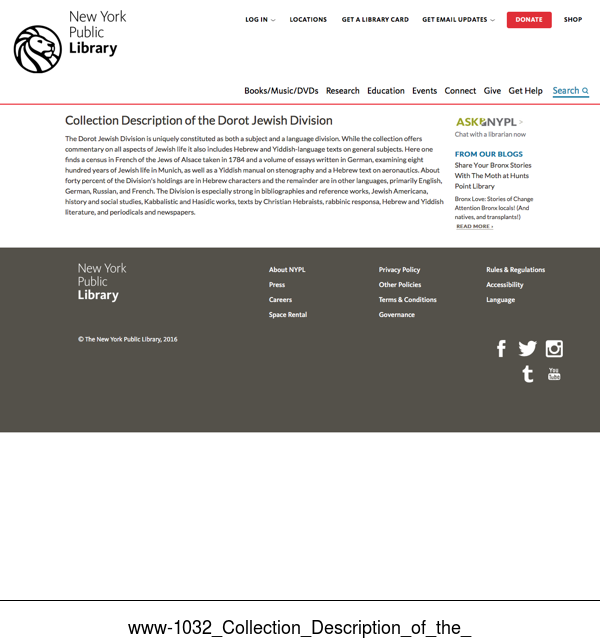 New York
Public
Library
LOG IN
LOCATIONS
GET A LIBRARY CARD
GET EMAIL UPDATES
DONATE
SHOP
Books/Music/DVDs
Research
Education
Events
Connect
Give
Get Help
Search
Collection Description of the Dorot Jewish Division
The Dorot Jewish Division is uniquely constituted as both a subject and a language division. While the collection offers
commentary on all aspects of Jewish life it also includes Hebrew and Yiddish-language texts on general subjects. Here one
finds a census in French of the Jews of Alsace taken in 1784 and a volume of essays written in German, examining eight
hundred years of Jewish life in Munich, as well as a Yiddish manual on stenography and a Hebrew text on aeronautics. About
forty percent of the Division's holdings are in Hebrew characters and the remainder are in other languages, primarily English,
German, Russian, and French. The Division is especially strong in bibliographies and reference works, Jewish Americana,
history and social studies, Kabbalistic and Hasidic works, texts by Christian Hebraists, rabbinic responsa, Hebrew and Yiddish
literature, and periodicals and newspapers.
ASK NYPL >
Chat with a librarian now
FROM OUR BLOGS
Share Your Bronx Stories
With The Moth at Hunts
Point Library
Bronx Love: Stories of Change
Attention Bronx locals! (And
natives, and transplants!)
READ MORE ›
New York
Public
Library
About NYPL
Press
Careers
Space Rental
Privacy Policy
Other Policies
Terms & Conditions
Governance
Rules & Regulations
Accessibility
Language
© The New York Public Library, 2016
f
t
You
Tube
www-1032_Collection_Description_of_the_